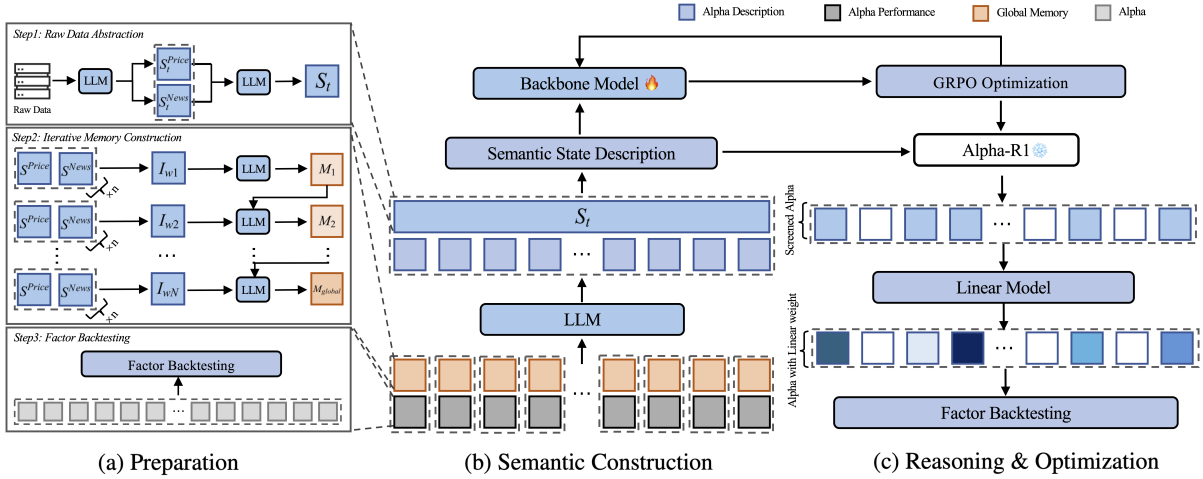 Alpha Description
Alpha Performance
Global Memory
Alpha
Step1: Raw Data Abstraction
Raw Data
LLM
S_t^Price
S_t^News
LLM
S_t
Step2: Iterative Memory Construction
S^Price
S^News
×n
I_w1
LLM
M_1
S^Price
S^News
×n
I_w2
LLM
M_2
...
...
...
S^Price
S^News
×n
I_wN
LLM
M_global
Step3: Factor Backtesting
Factor Backtesting
...
(a) Preparation
Backbone Model
Semantic State Description
S_t
...
LLM
...
(b) Semantic Construction
GRPO Optimization
Alpha-R1
Screened Alpha
...
Linear Model
Alpha with Linear weight
...
Factor Backtesting
(c) Reasoning & Optimization